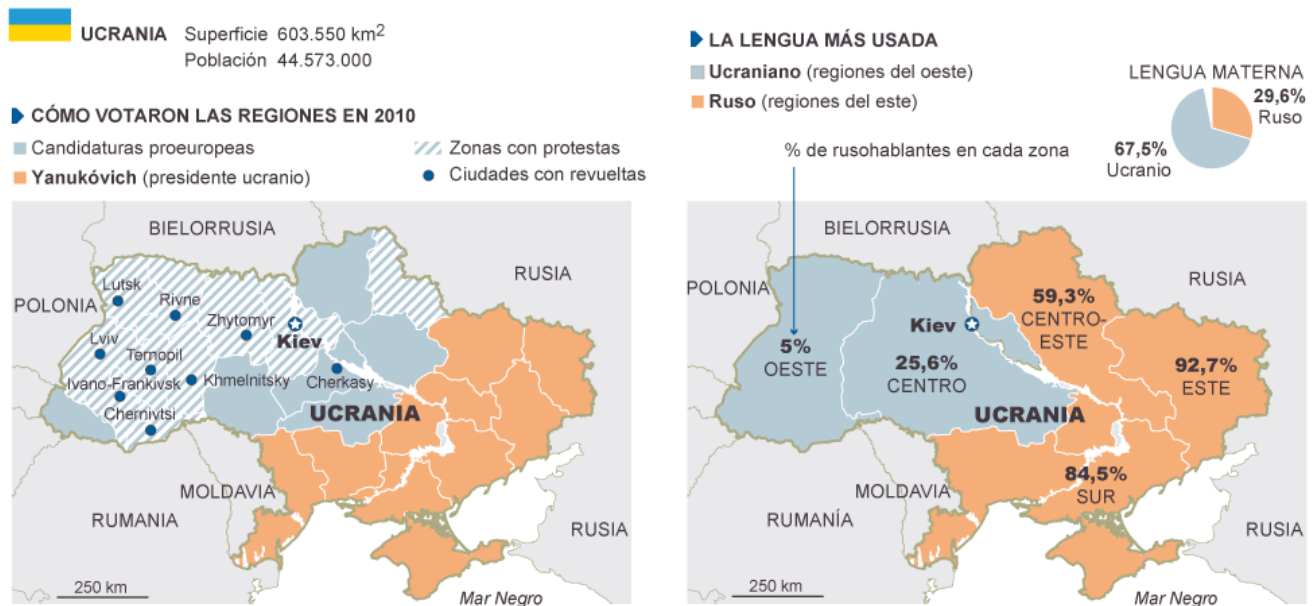 UCRANIA Superficie 603.550 km²
Población 44.573.000
CÓMO VOTARON LAS REGIONES EN 2010
Candidaturas proeuropeas
Yanukóvich (presidente ucranio)
Zonas con protestas
Ciudades con revueltas
BIELORRUSIA
RUSIA
POLONIA
Lutsk
Rivne
Zhytomyr
Kiev
Lviv
Ternopil
Ivano-Frankivsk
Khmelnitsky
Cherkasy
Chernivtsi
UCRANIA
MOLDAVIA
RUMANIA
RUSIA
250 km
Mar Negro
LA LENGUA MÁS USADA
Ucraniano (regiones del oeste)
Ruso (regiones del este)
LENGUA MATERNA
29,6%
Ruso
67,5%
Ucranio
% de rusohablantes en cada zona
BIELORRUSIA
RUSIA
POLONIA
59,3%
CENTRO-
ESTE
Kiev
5%
OESTE
25,6%
CENTRO
92,7%
ESTE
UCRANIA
84,5%
SUR
MOLDAVIA
RUMANÍA
RUSIA
250 km
Mar Negro